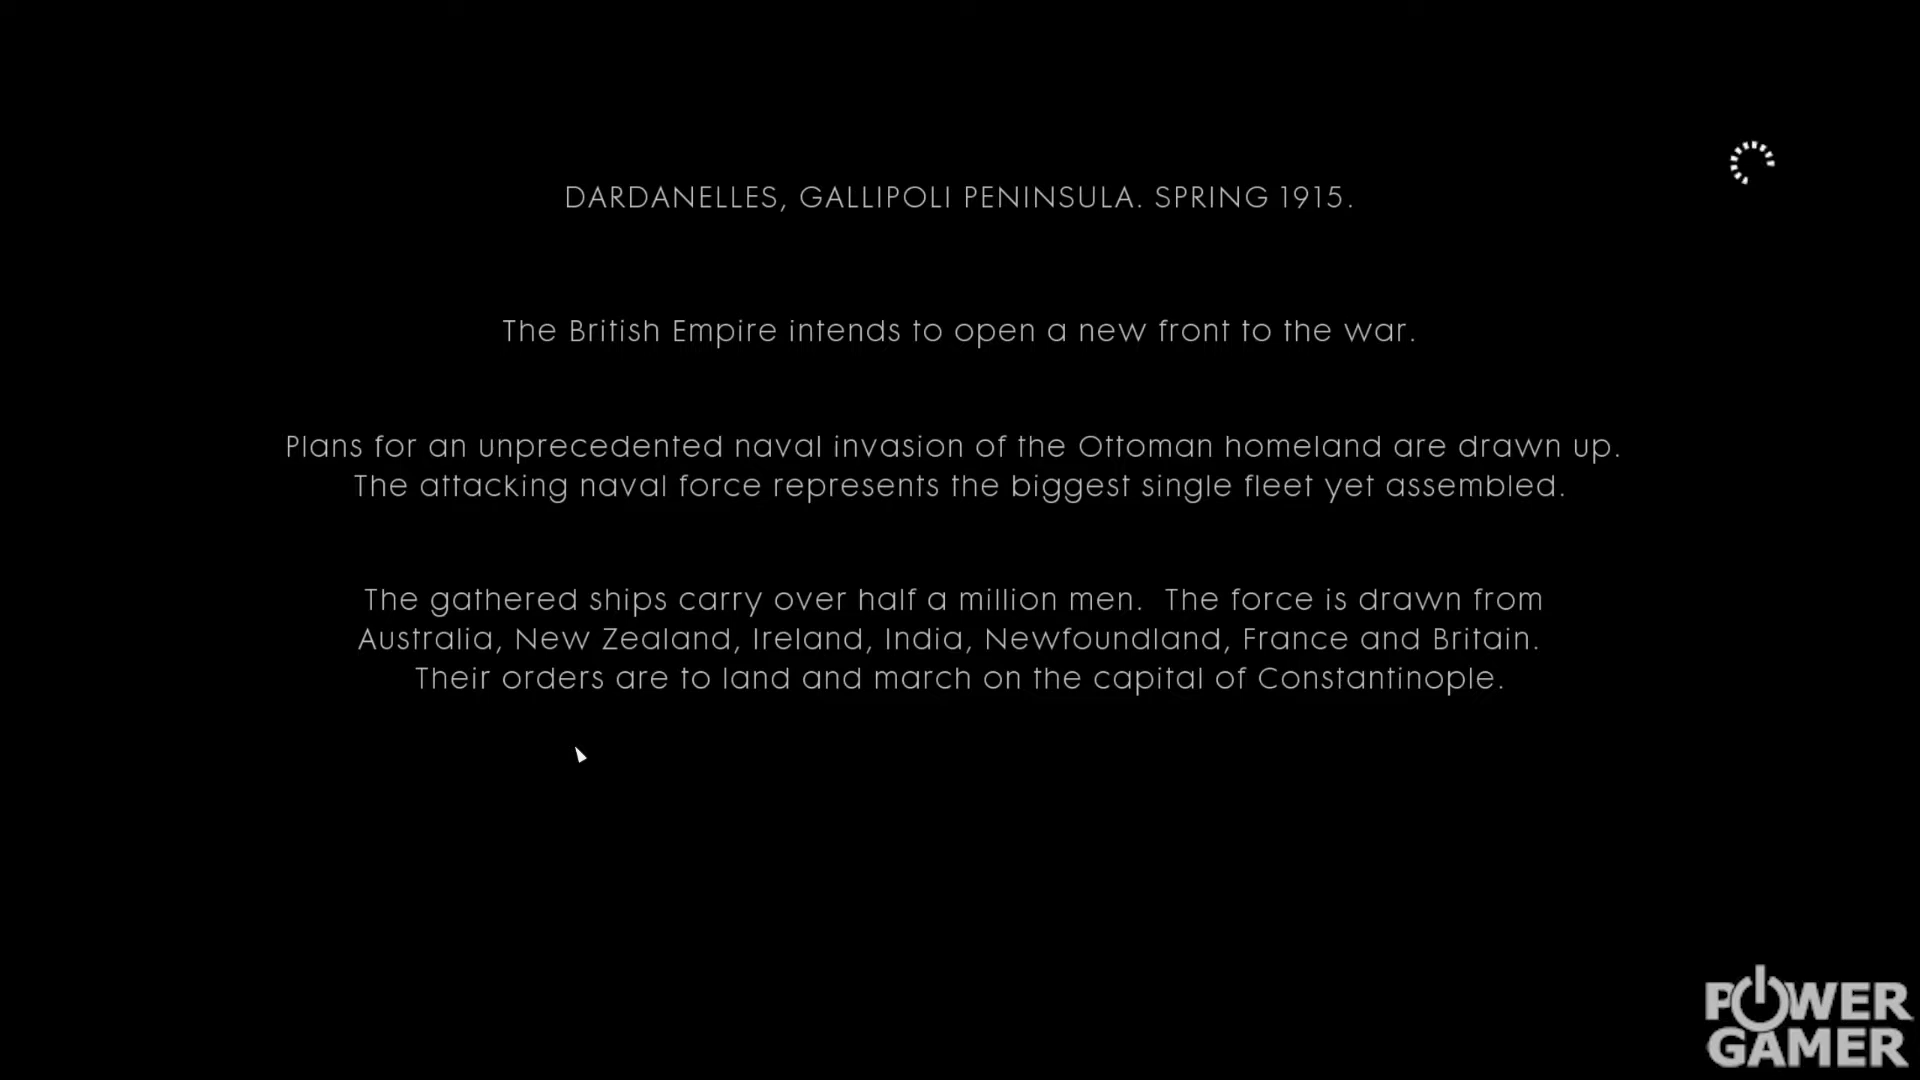 DARDANELLES, GALLIPOLI PENINSULA. SPRING 1915.
The British Empire intends to open a new front to the war.
Plans for an unprecedented naval invasion of the Ottoman homeland are drawn up.
The attacking naval force represents the biggest single fleet yet assembled.
The gathered ships carry over half a million men.  The force is drawn from
Australia, New Zealand, Ireland, India, Newfoundland, France and Britain.
Their orders are to land and march on the capital of Constantinople.
POWER
GAMER